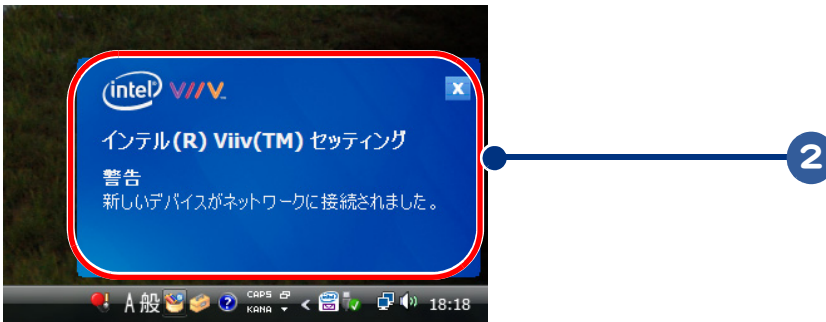 intel VIIV
X
インテル(R) Viiv(TM) セッティング
警告
新しいデバイスがネットワークに接続されました。
2
A 般 CAPS
KANA
18:18